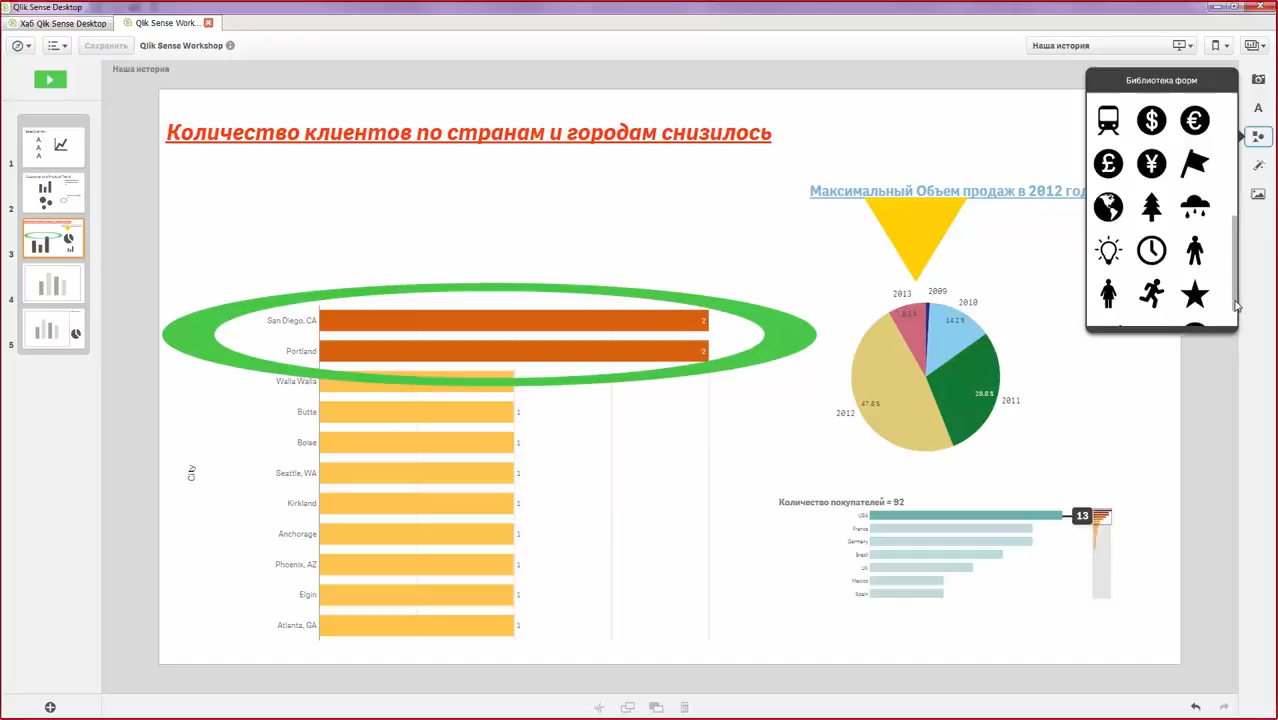 Qlik Sense Desktop
Хаб Qlik Sense Desktop
Qlik Sense Work...
Сохранить
Qlik Sense Workshop
Наша история
Наша история
Библиотека форм
A
1
2
3
4
5
Количество клиентов по странам и городам снизилось
Максимальный Объем продаж в 2012 год
City
San Diego, CA
2
Portland
2
Walla Walla
Butte
1
Boise
1
Seattle, WA
1
Kirkland
1
Anchorage
1
Phoenix, AZ
1
Elgin
1
Atlanta, GA
1
2013
2009
2010
14.2 %
28.8 %
2011
47.8 %
2012
Количество покупателей = 92
USA
13
France
Germany
Brazil
UK
Mexico
Spain